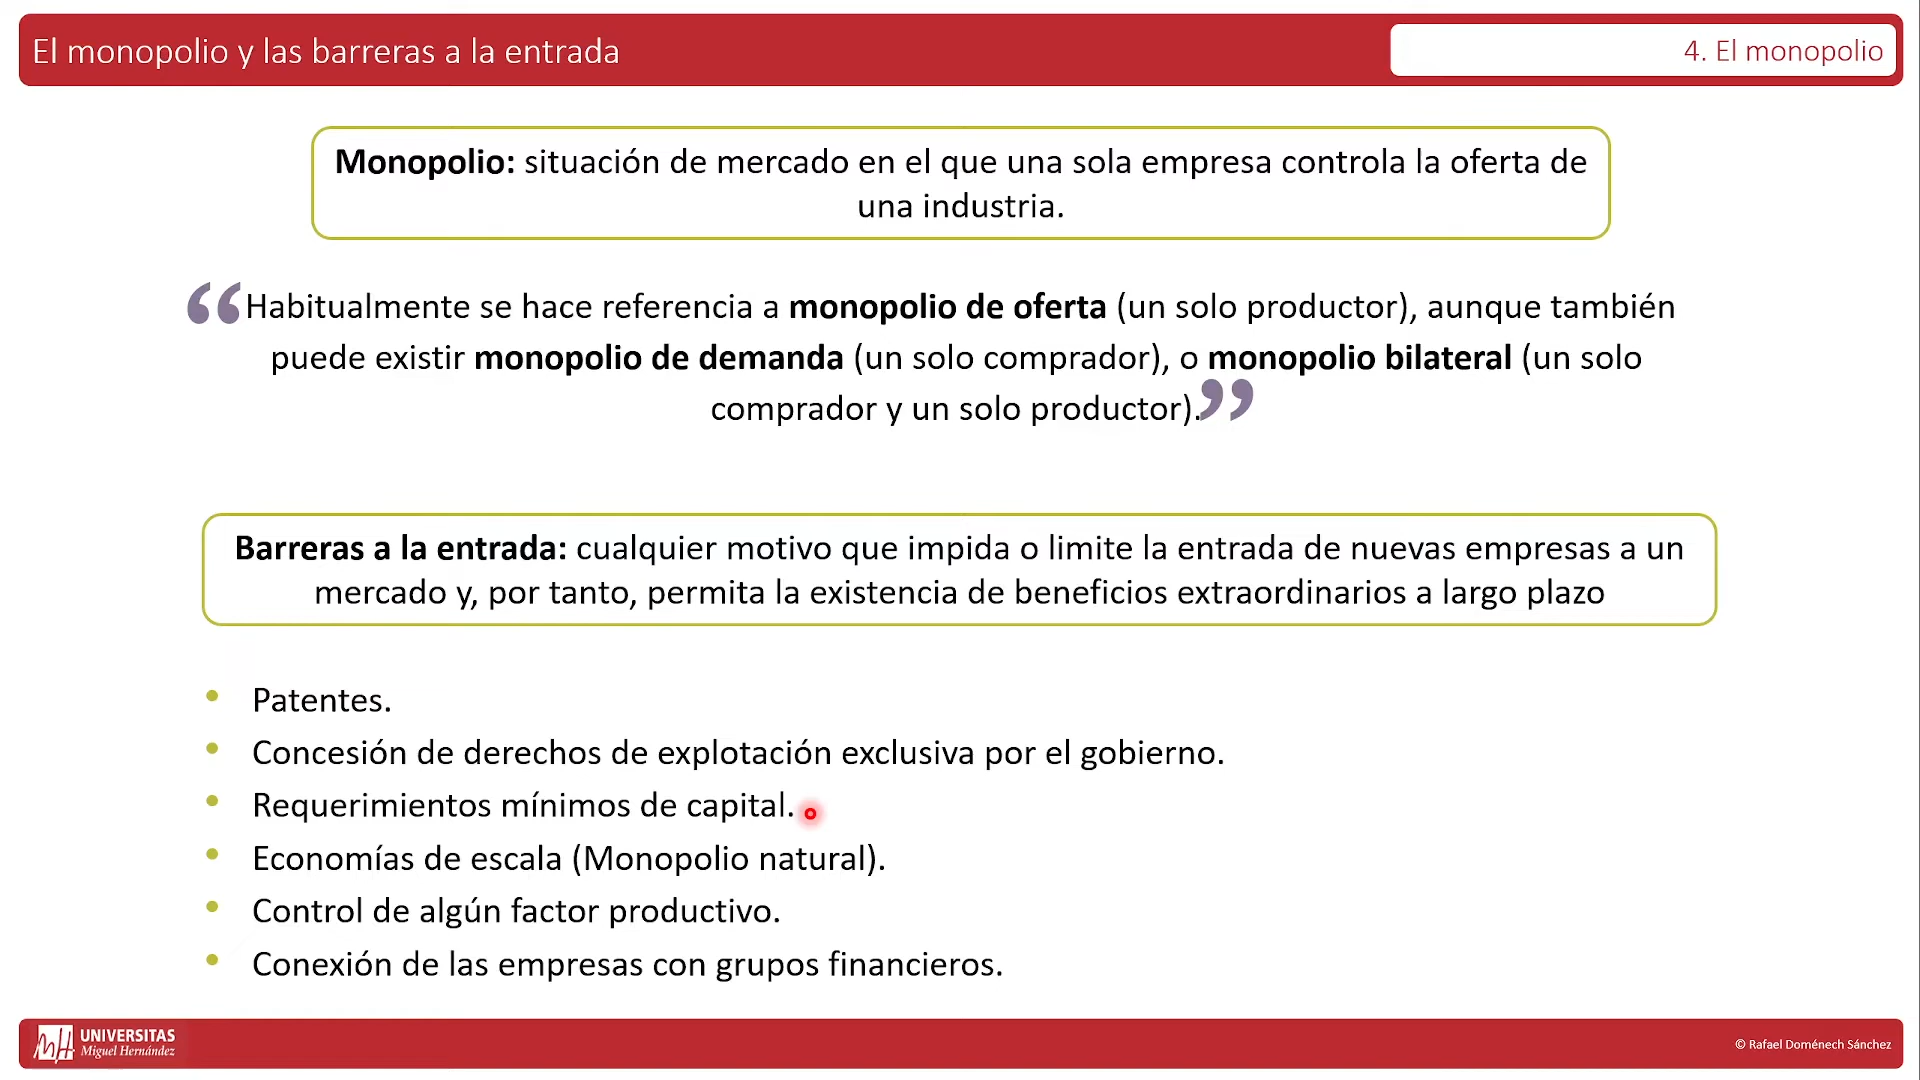 El monopolio y las barreras a la entrada
4. El monopolio
Monopolio: situación de mercado en el que una sola empresa controla la oferta de
una industria.
“Habitualmente se hace referencia a monopolio de oferta (un solo productor), aunque también
puede existir monopolio de demanda (un solo comprador), o monopolio bilateral (un solo
comprador y un solo productor).”
Barreras a la entrada: cualquier motivo que impida o limite la entrada de nuevas empresas a un
mercado y, por tanto, permita la existencia de beneficios extraordinarios a largo plazo
• Patentes.
• Concesión de derechos de explotación exclusiva por el gobierno.
• Requerimientos mínimos de capital.
• Economías de escala (Monopolio natural).
• Control de algún factor productivo.
• Conexión de las empresas con grupos financieros.
UNIVERSITAS
Miguel Hernández
© Rafael Doménech Sánchez